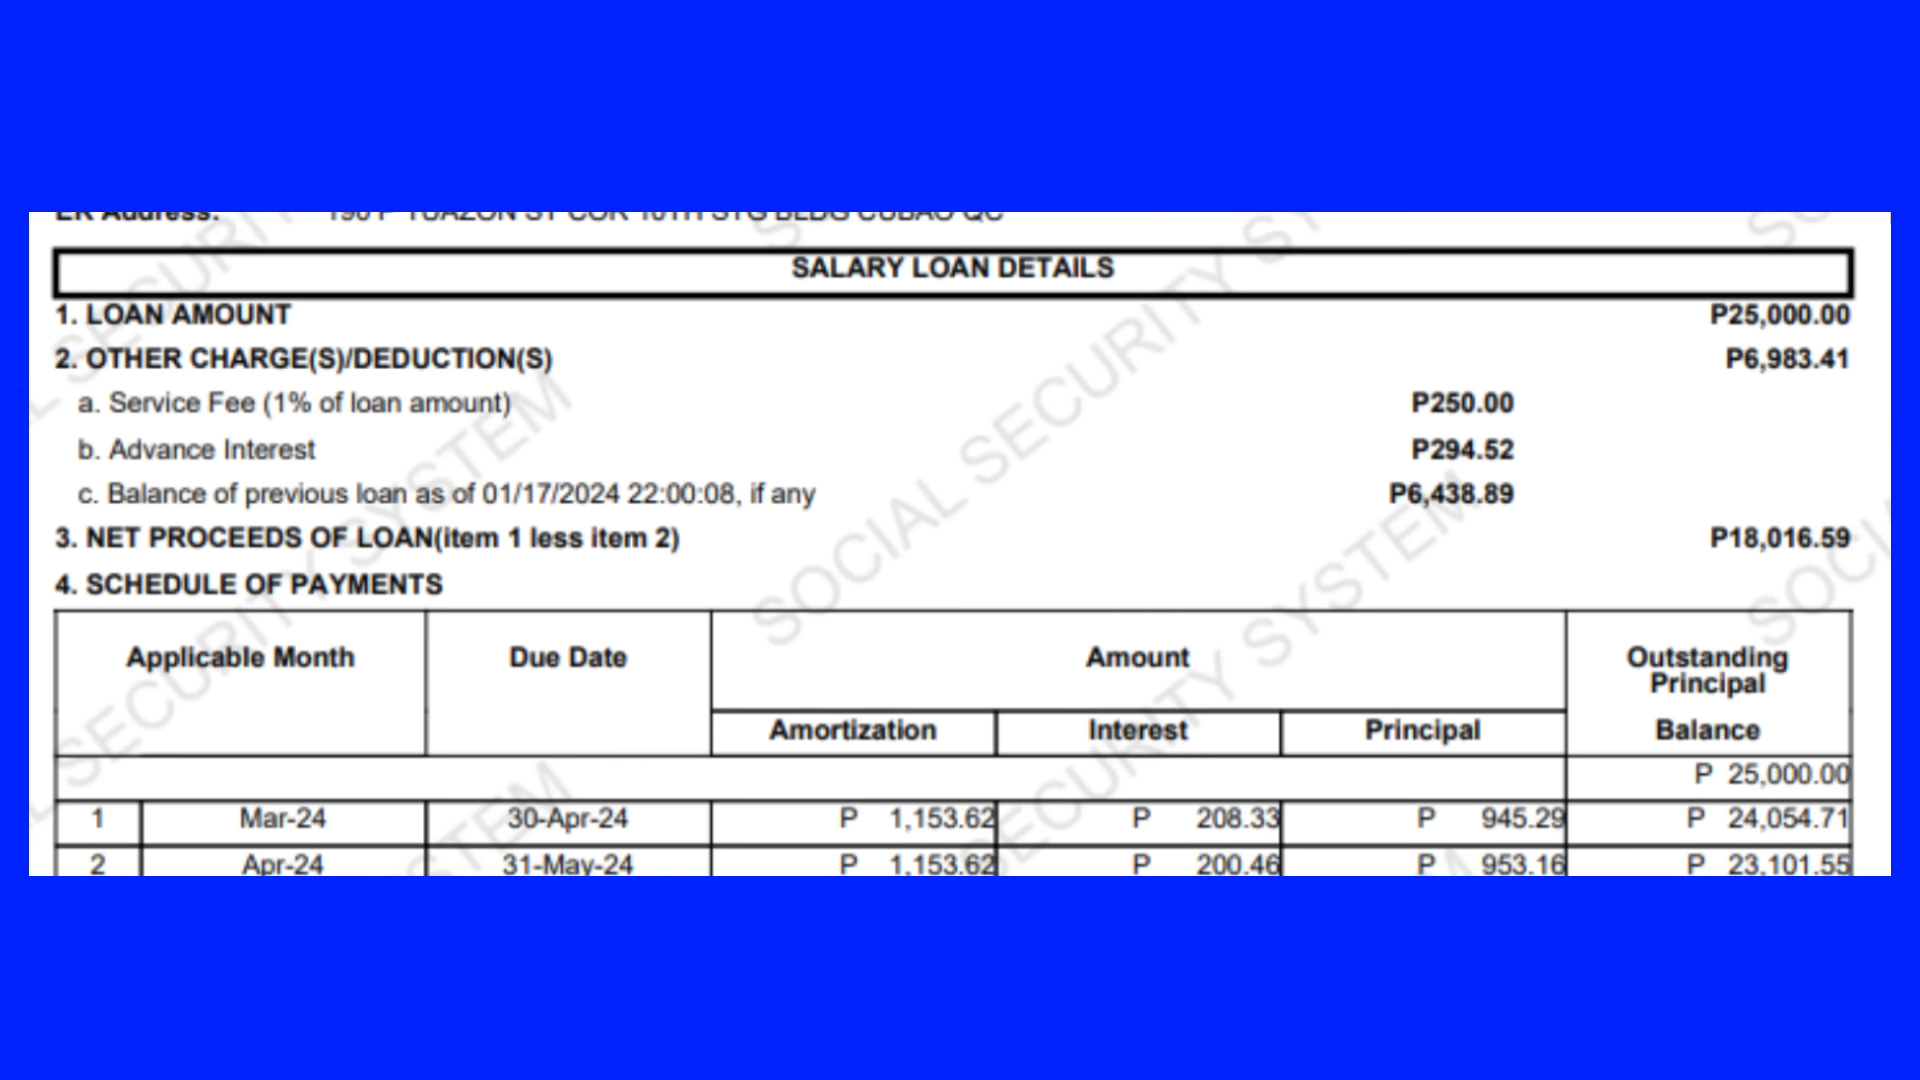 ER Address:
SALARY LOAN DETAILS
1. LOAN AMOUNT P25,000.00
2. OTHER CHARGE(S)/DEDUCTION(S) P6,983.41
a. Service Fee (1% of loan amount) P250.00
b. Advance Interest P294.52
c. Balance of previous loan as of 01/17/2024 22:00:08, if any P6,438.89
3. NET PROCEEDS OF LOAN(item 1 less item 2) P18,016.59
4. SCHEDULE OF PAYMENTS
Applicable Month Due Date Amount Outstanding Principal Balance
Amortization Interest Principal
P 25,000.00
1 Mar-24 30-Apr-24 P 1,153.62 P 208.33 P 945.29 P 24,054.71
2 Apr-24 31-May-24 P 1,153.62 P 200.46 P 953.16 P 23,101.55
SOCIAL SECURITY SYSTEM